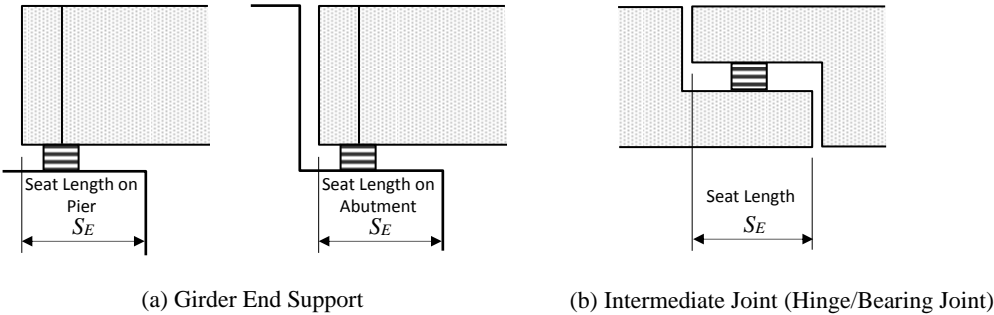 Seat Length on
Pier
SE
Seat Length on
Abutment
SE
Seat Length
SE
(a) Girder End Support
(b) Intermediate Joint (Hinge/Bearing Joint)